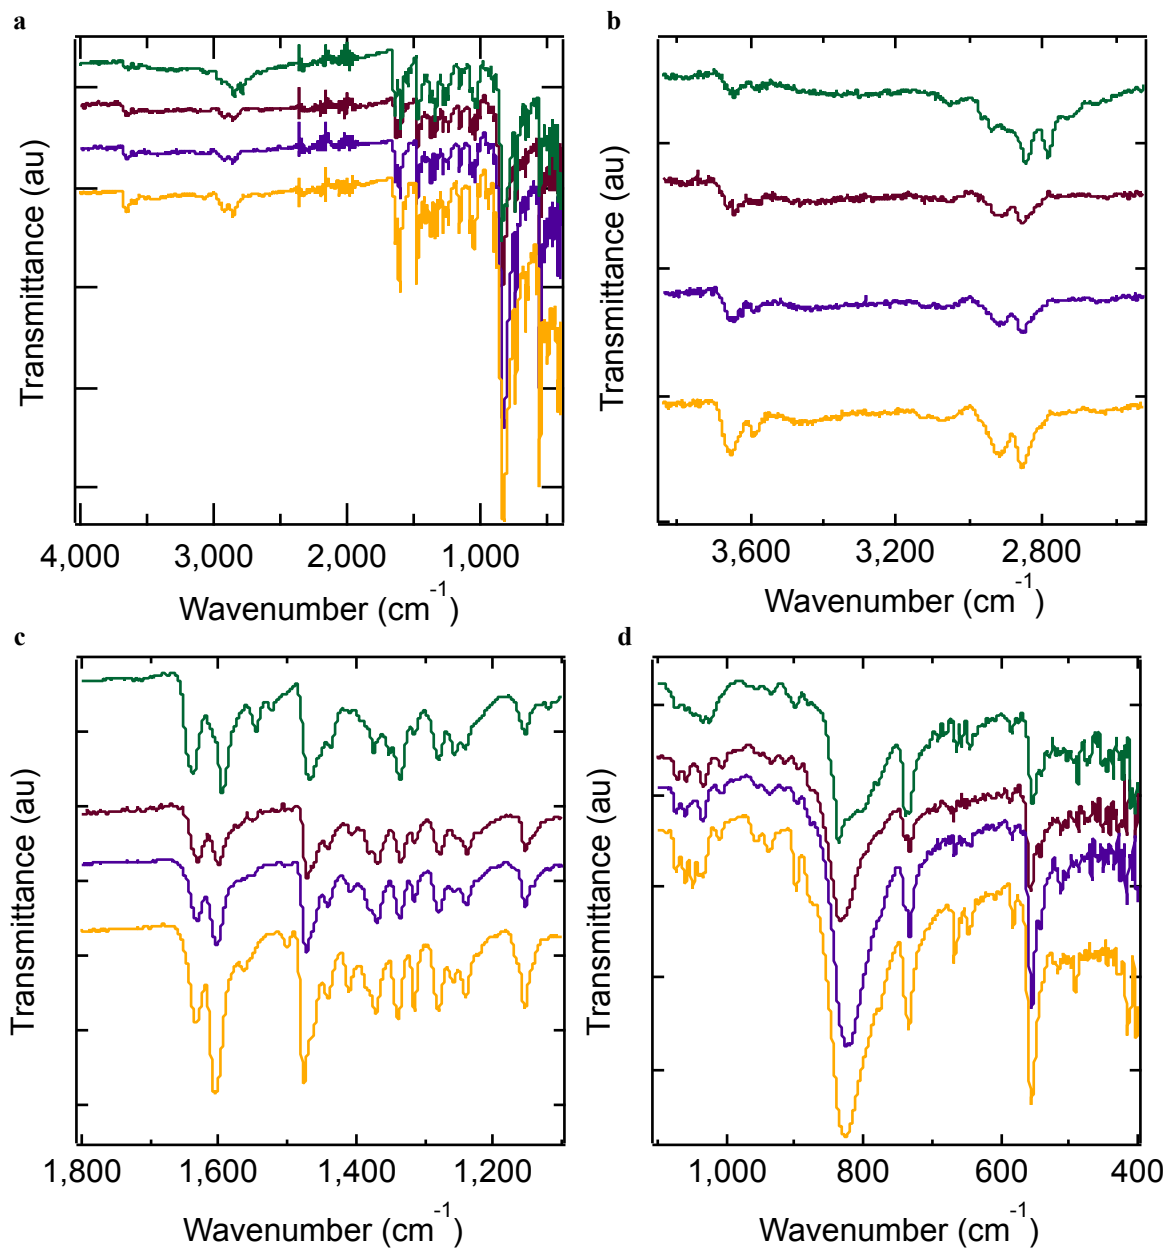 a
Transmittance (au)
4,000 3,000 2,000 1,000
Wavenumber (cm⁻¹)
b
Transmittance (au)
3,600 3,200 2,800
Wavenumber (cm⁻¹)
c
Transmittance (au)
1,800 1,600 1,400 1,200
Wavenumber (cm⁻¹)
d
Transmittance (au)
1,000 800 600 400
Wavenumber (cm⁻¹)